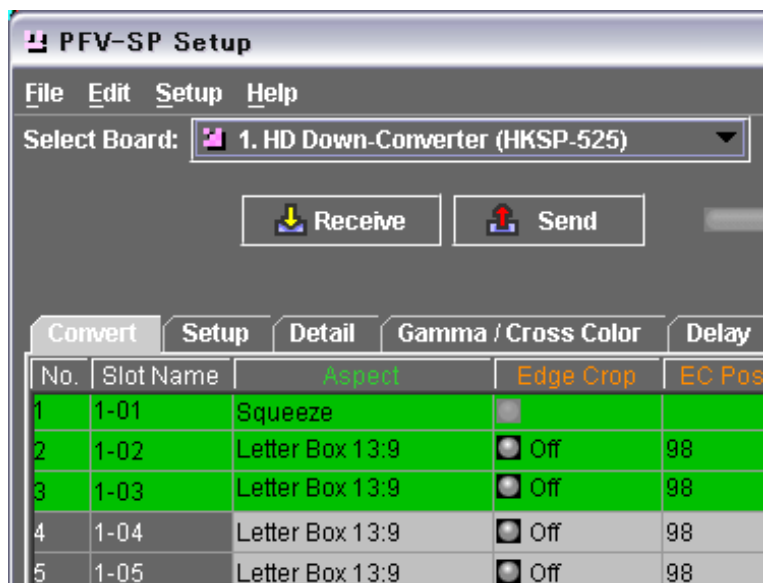 PFV-SP Setup
File Edit Setup Help
Select Board: 1. HD Down-Converter (HKSP-525)
Receive Send
Convert Setup Detail Gamma / Cross Color Delay
No. Slot Name Aspect Edge Crop EC Pos
1 1-01 Squeeze
2 1-02 Letter Box 13:9 Off 98
3 1-03 Letter Box 13:9 Off 98
4 1-04 Letter Box 13:9 Off 98
5 1-05 Letter Box 13:9 Off 98